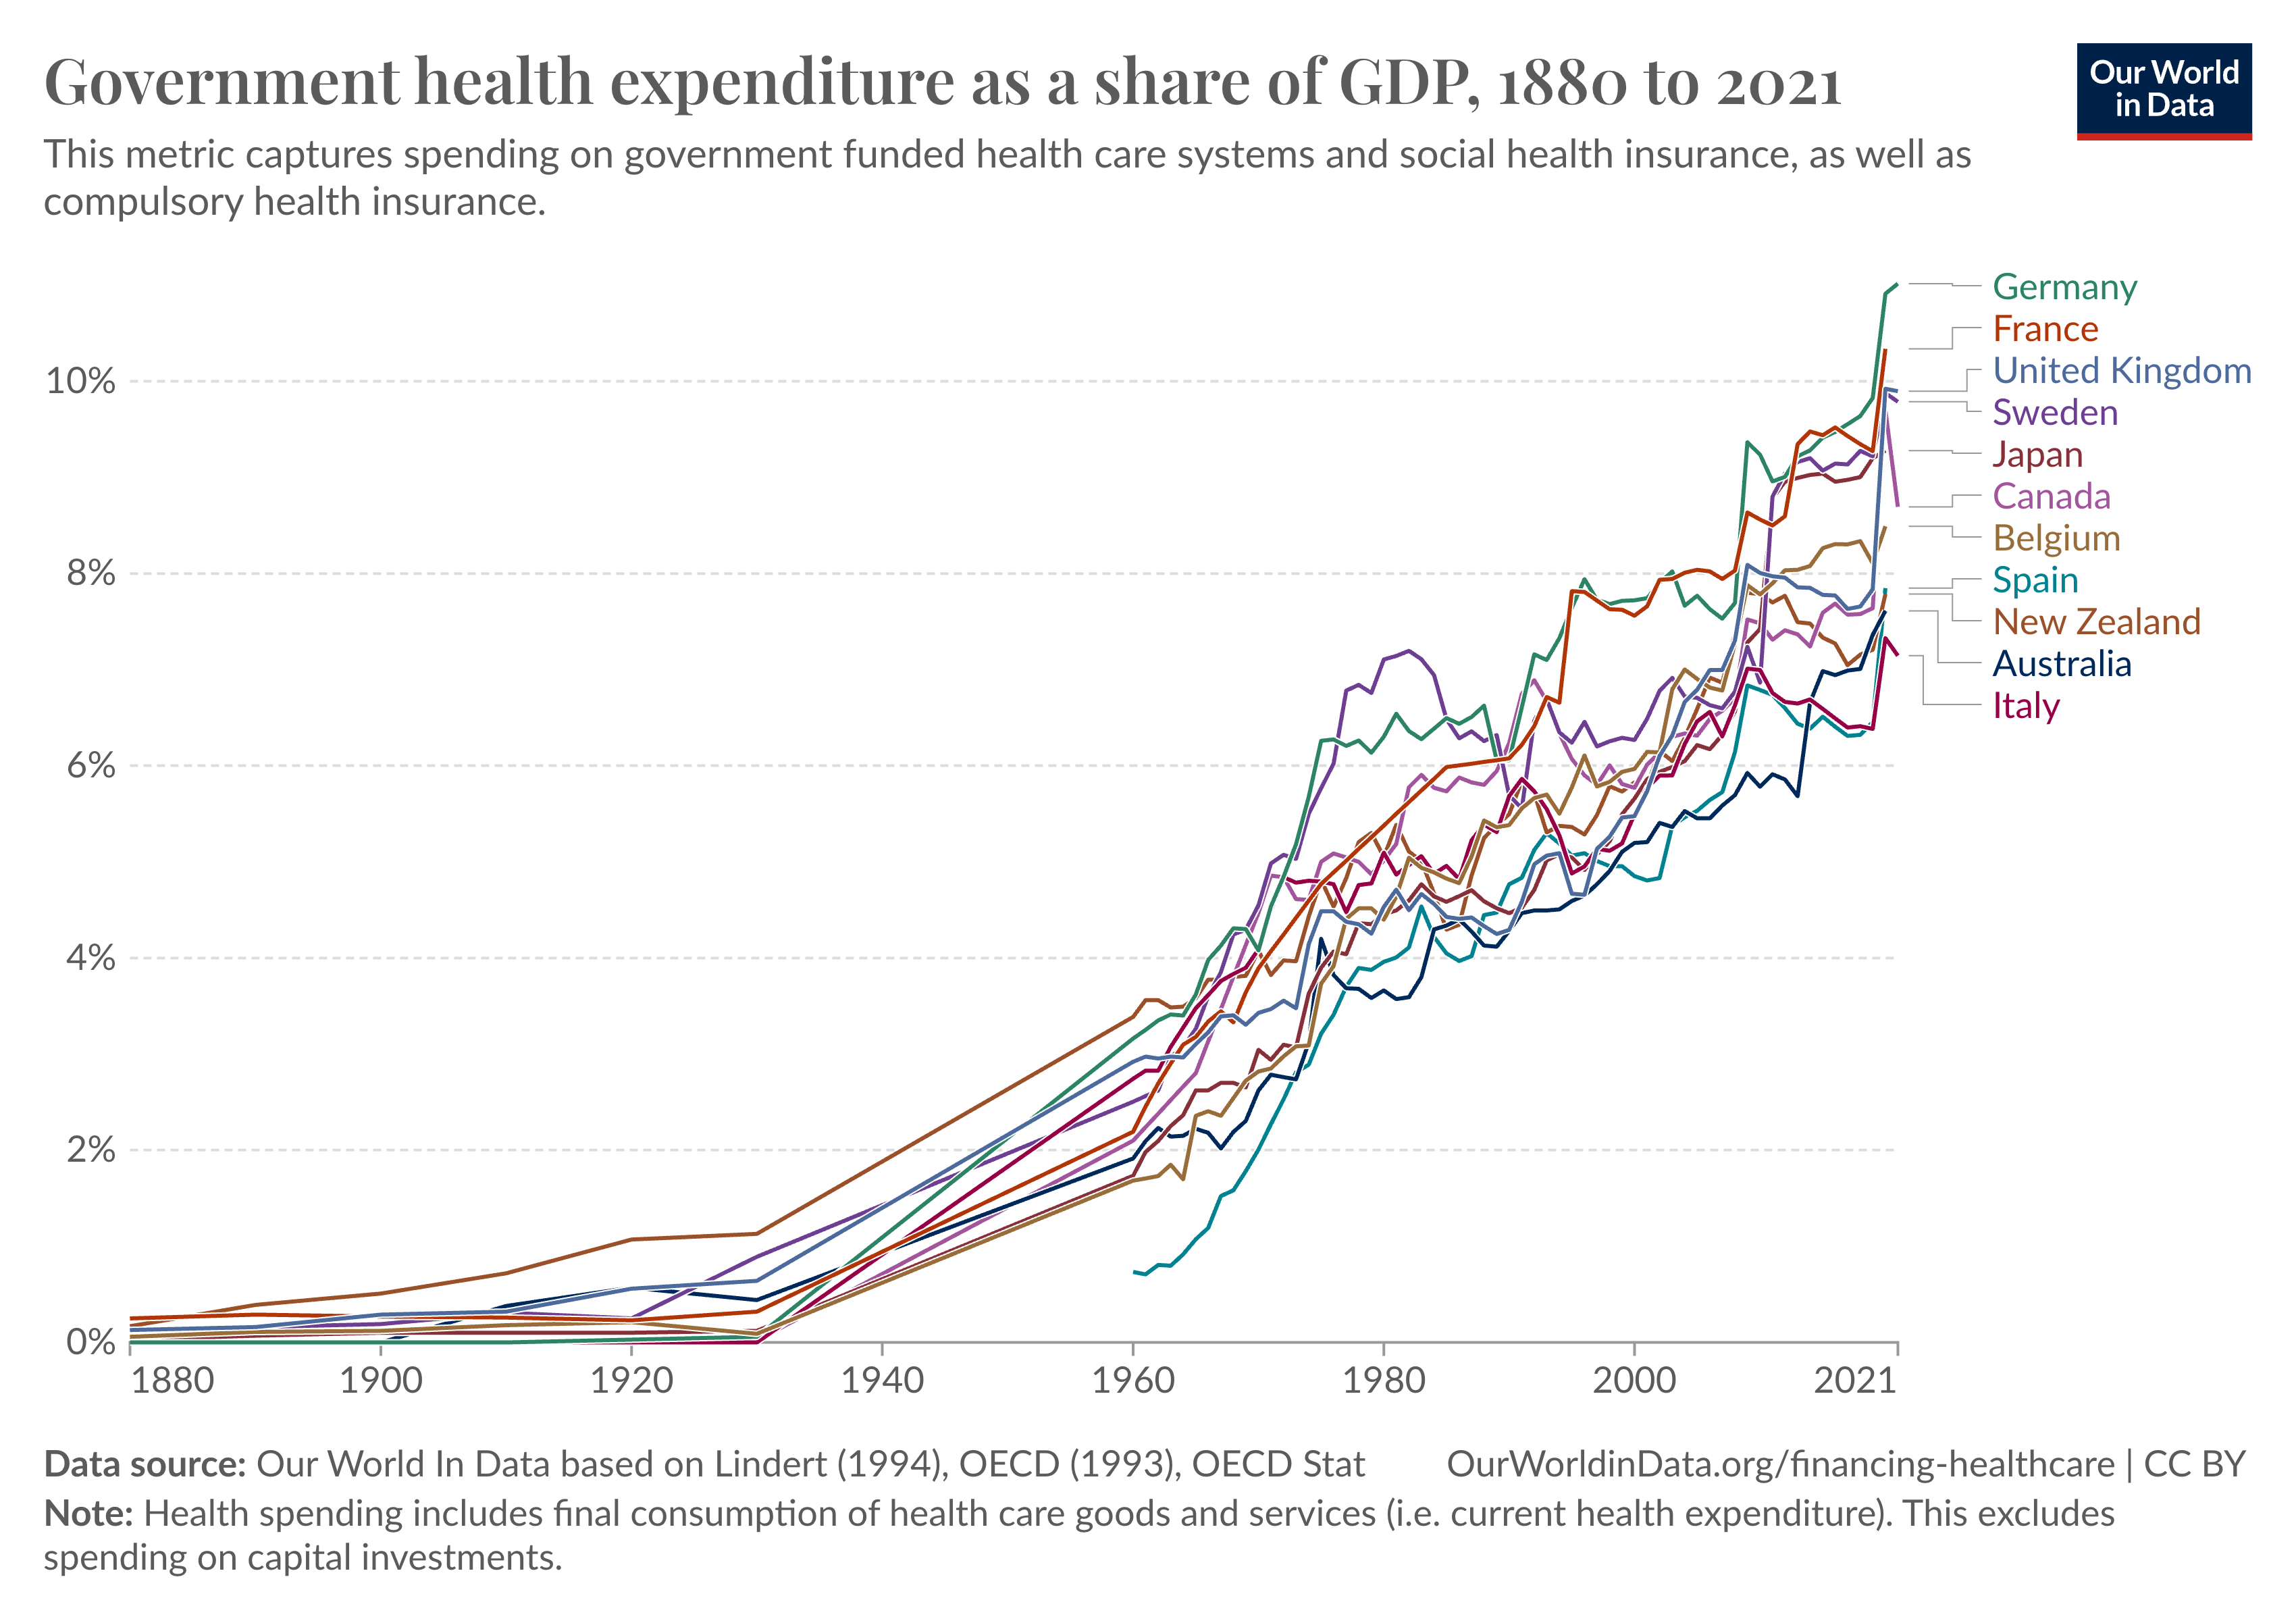 Government health expenditure as a share of GDP, 1880 to 2021
Our World
in Data
This metric captures spending on government funded health care systems and social health insurance, as well as
compulsory health insurance.
Germany
France
United Kingdom
Sweden
Japan
Canada
Belgium
Spain
New Zealand
Australia
Italy
10%
8%
6%
4%
2%
0%
1880 1900 1920 1940 1960 1980 2000 2021
Data source: Our World In Data based on Lindert (1994), OECD (1993), OECD Stat OurWorldinData.org/financing-healthcare | CC BY
Note: Health spending includes final consumption of health care goods and services (i.e. current health expenditure). This excludes
spending on capital investments.